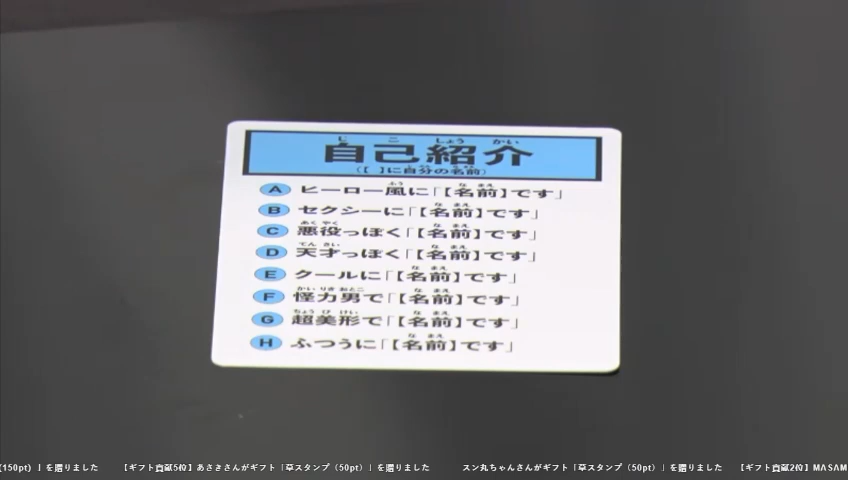 自己紹介
(【 】に自分の名前)
A ヒーロー風に「【名前】です」
B セクシーに「【名前】です」
C 悪役っぽく「【名前】です」
D 天才っぽく「【名前】です」
E クールに「【名前】です」
F 怪力男で「【名前】です」
G 超美形で「【名前】です」
H ふつうに「【名前】です」
(150pt) 」を贈りました 【ギフト貢献5位】あさきさんがギフト「草スタンプ（50pt）」を贈りました スン丸ちゃんさんがギフト「草スタンプ（50pt）」を贈りました 【ギフト貢献2位】MASAM